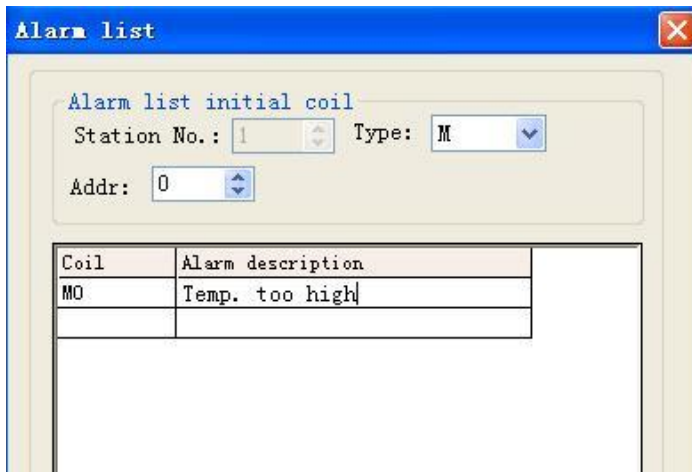 Alarm list
Alarm list initial coil
Station No.: 1 Type: M
Addr: 0
Coil Alarm description
M0 Temp. too high